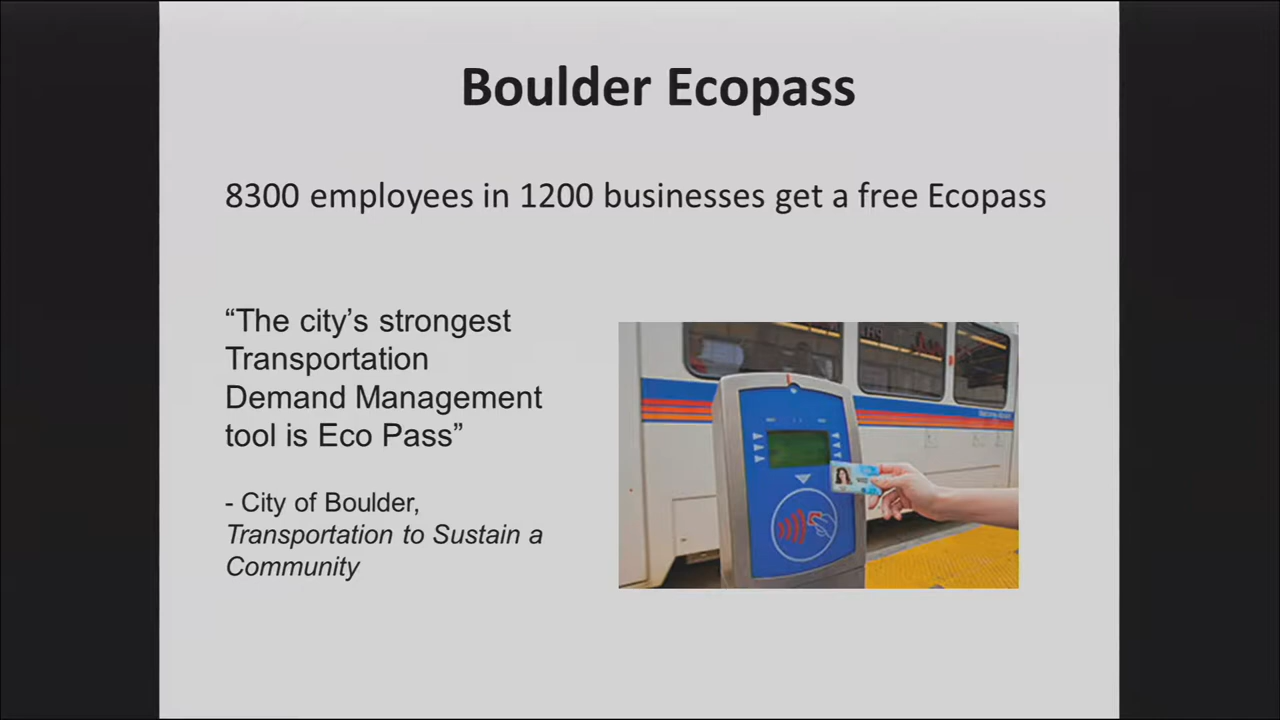 Boulder Ecopass
8300 employees in 1200 businesses get a free Ecopass
“The city’s strongest
Transportation
Demand Management
tool is Eco Pass”
- City of Boulder,
Transportation to Sustain a
Community